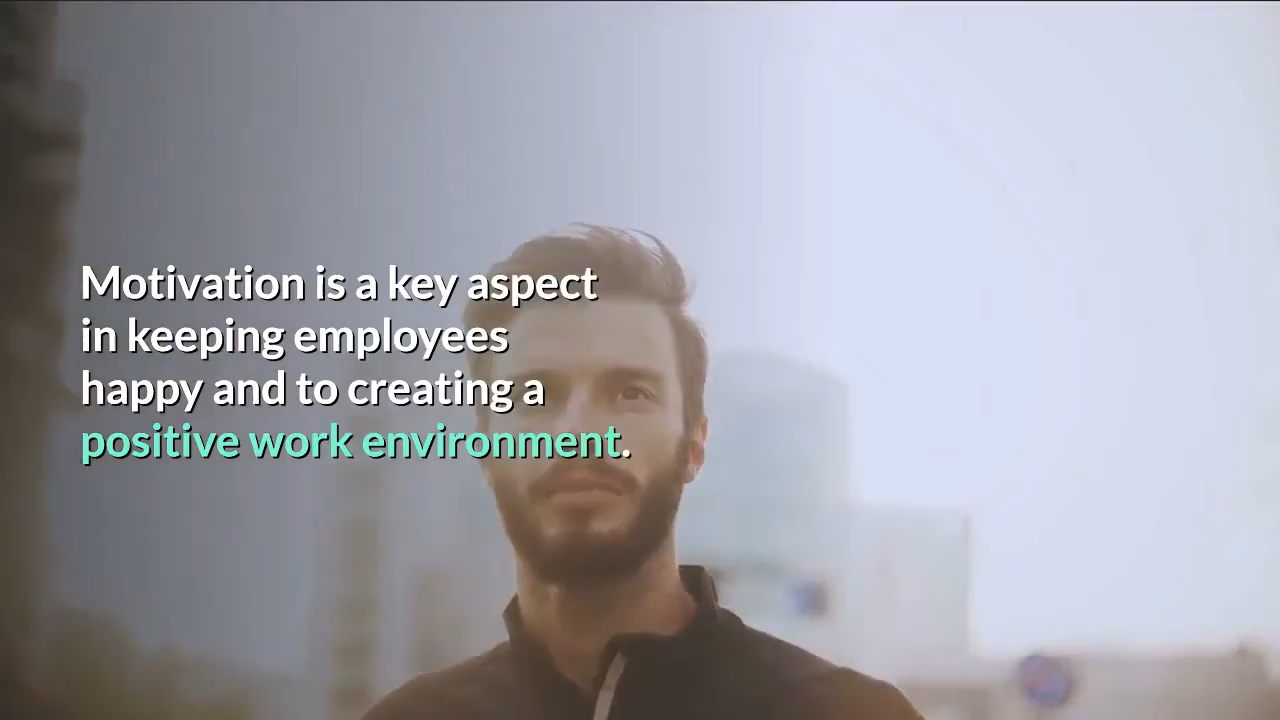 Motivation is a key aspect
in keeping employees
happy and to creating a
positive work environment.